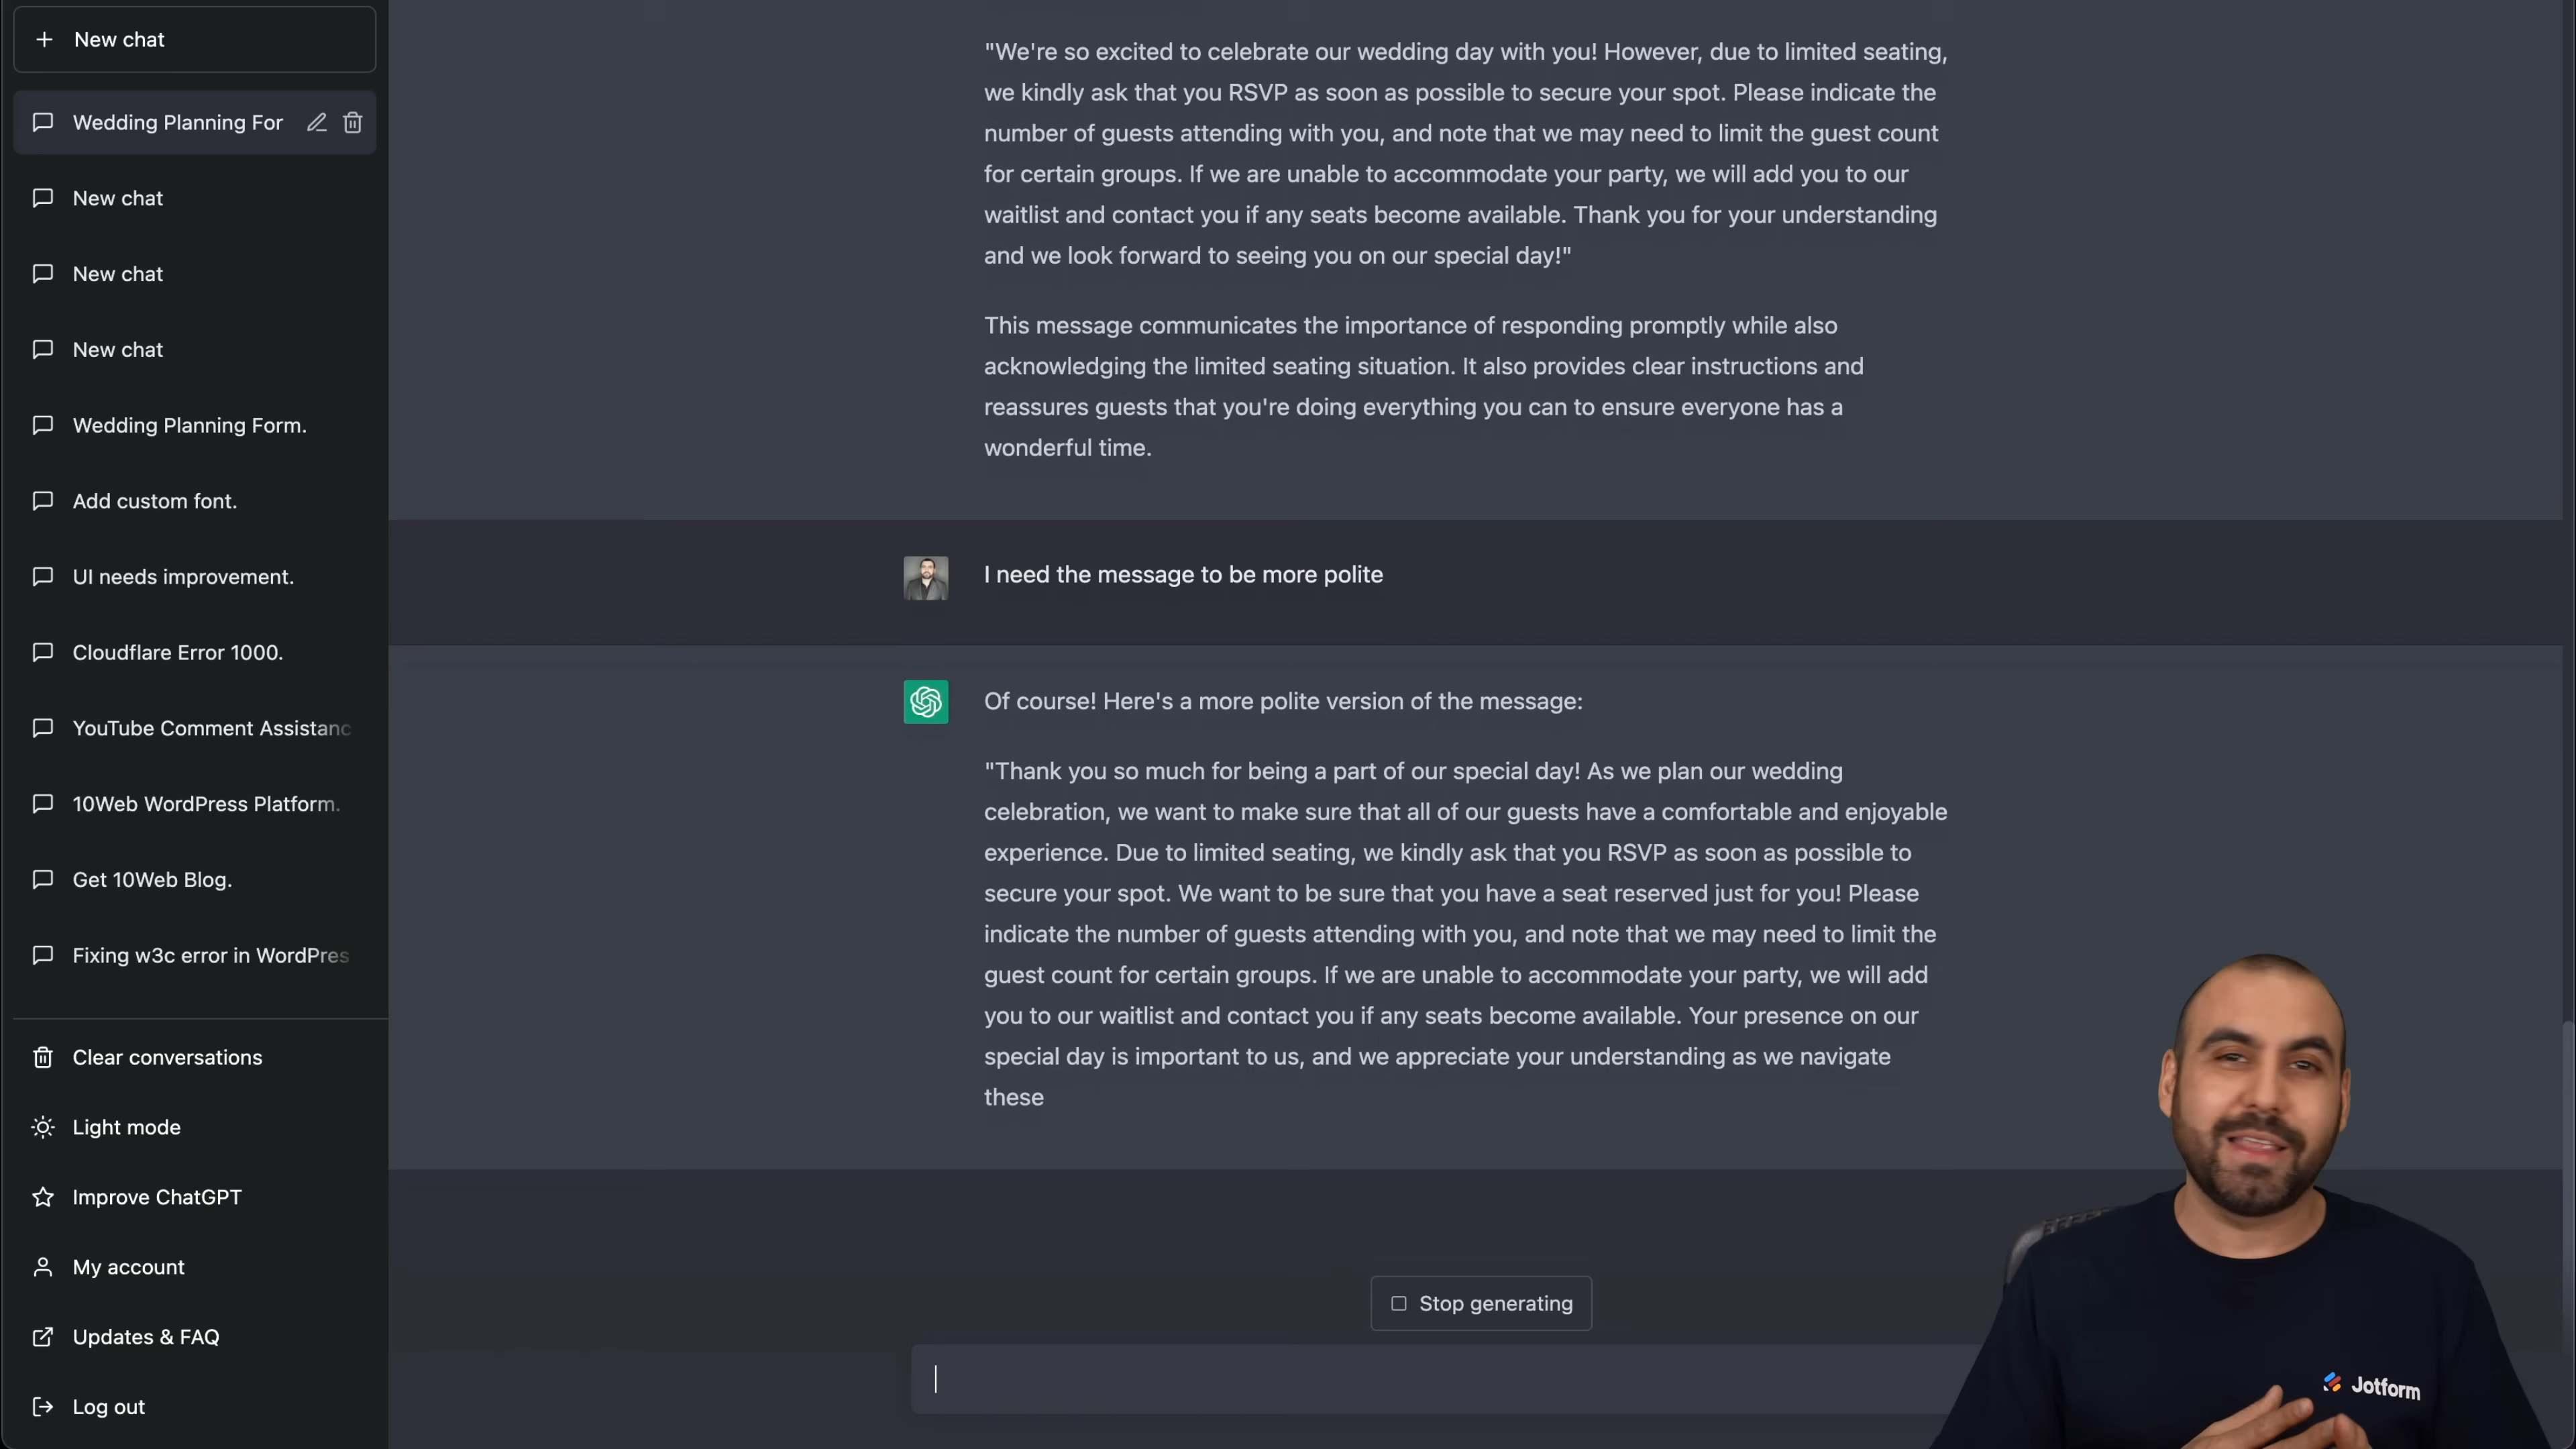 New chat
Wedding Planning For
New chat
New chat
New chat
Wedding Planning Form.
Add custom font.
UI needs improvement.
Cloudflare Error 1000.
YouTube Comment Assistanc
10Web WordPress Platform.
Get 10Web Blog.
Fixing w3c error in WordPres
Clear conversations
Light mode
Improve ChatGPT
My account
Updates & FAQ
Log out
"We're so excited to celebrate our wedding day with you! However, due to limited seating,
we kindly ask that you RSVP as soon as possible to secure your spot. Please indicate the
number of guests attending with you, and note that we may need to limit the guest count
for certain groups. If we are unable to accommodate your party, we will add you to our
waitlist and contact you if any seats become available. Thank you for your understanding
and we look forward to seeing you on our special day!"
This message communicates the importance of responding promptly while also
acknowledging the limited seating situation. It also provides clear instructions and
reassures guests that you're doing everything you can to ensure everyone has a
wonderful time.
I need the message to be more polite
Of course! Here's a more polite version of the message:
"Thank you so much for being a part of our special day! As we plan our wedding
celebration, we want to make sure that all of our guests have a comfortable and enjoyable
experience. Due to limited seating, we kindly ask that you RSVP as soon as possible to
secure your spot. We want to be sure that you have a seat reserved just for you! Please
indicate the number of guests attending with you, and note that we may need to limit the
guest count for certain groups. If we are unable to accommodate your party, we will add
you to our waitlist and contact you if any seats become available. Your presence on our
special day is important to us, and we appreciate your understanding as we navigate
these
Stop generating
Jotform